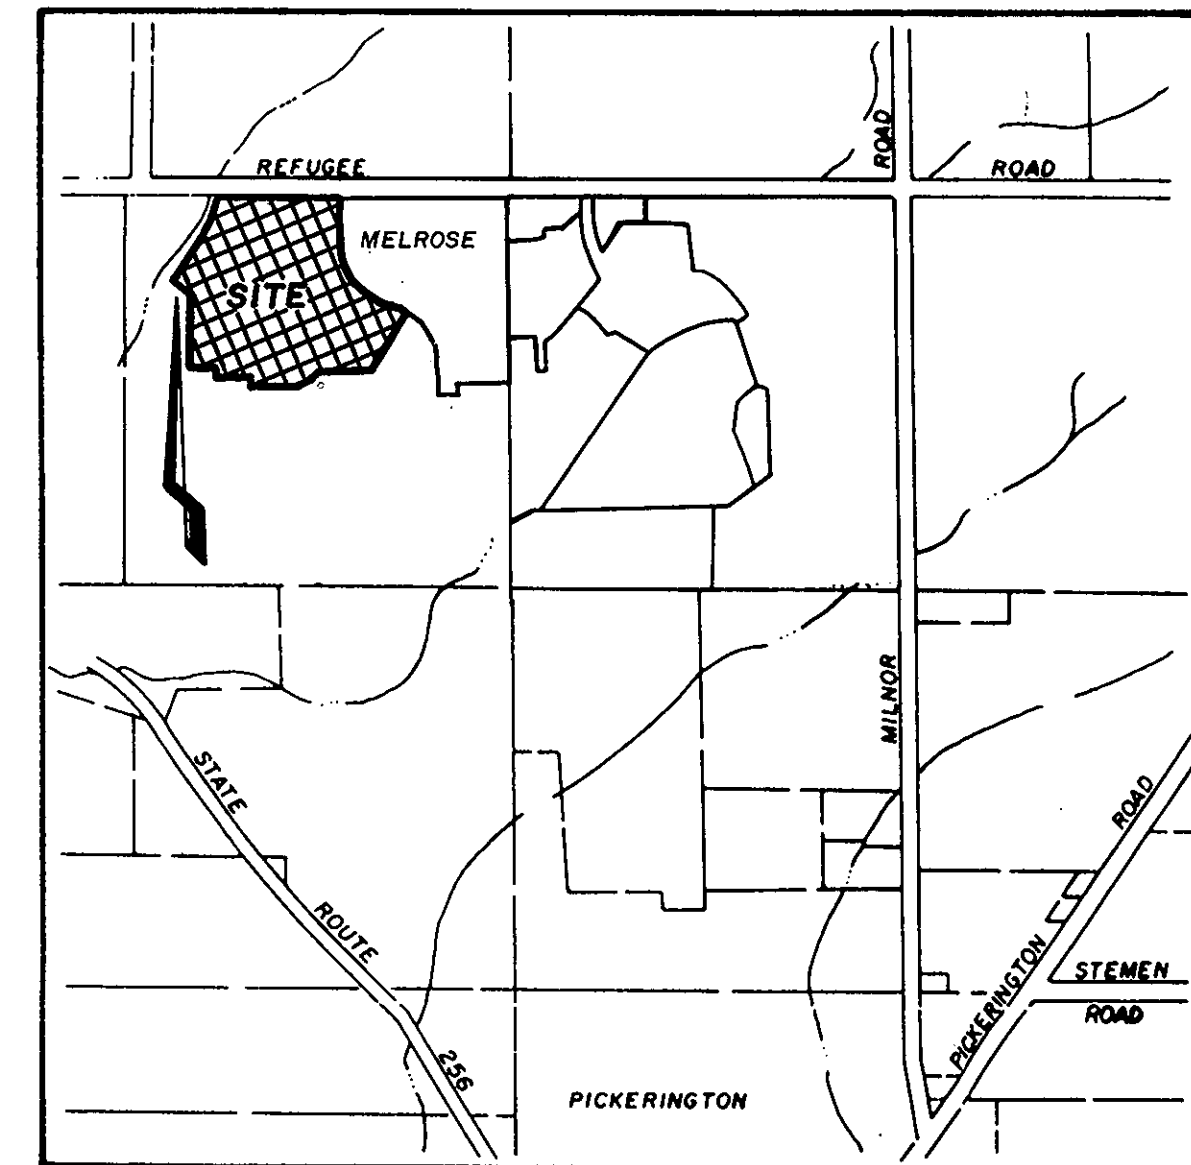 ROAD
REFUGEE
ROAD
MELROSE
SITE
MILNOR
STATE
ROAD
ROUTE
PICKERINGTON
STEMEN
ROAD
256
PICKERINGTON